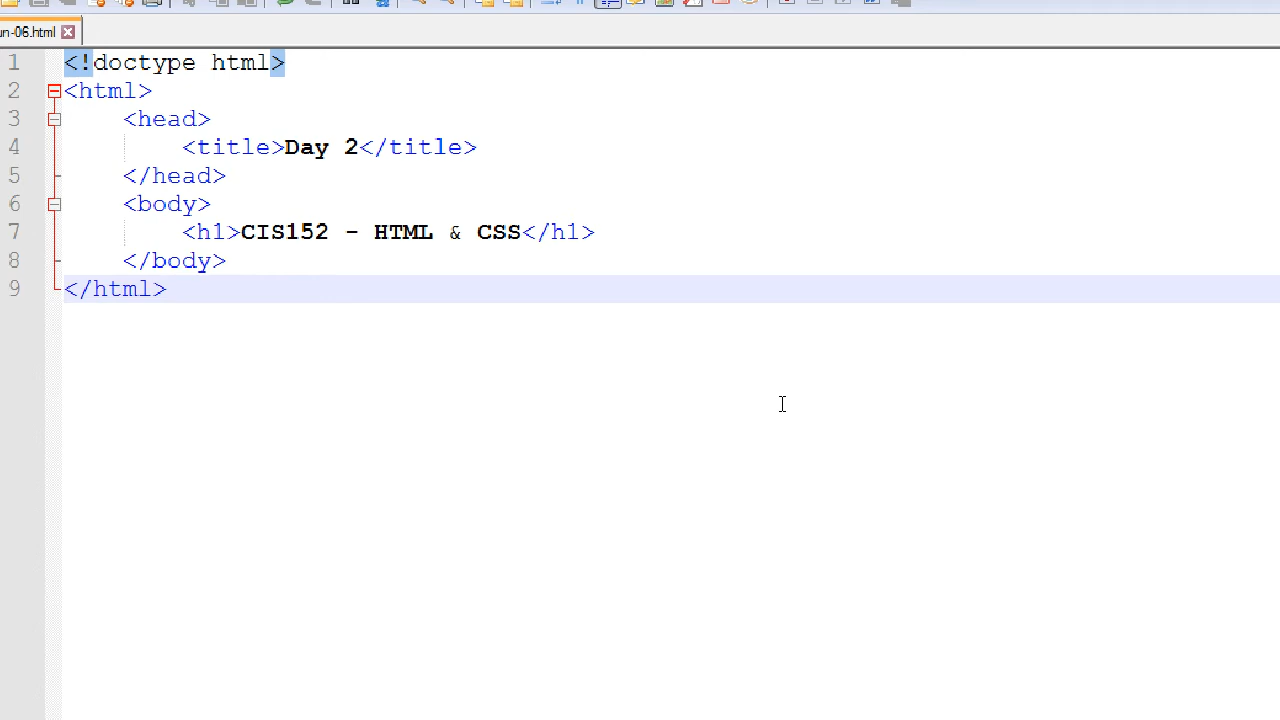 un-06.html
1 <!doctype html>
2 <html>
3 <head>
4 <title>Day 2</title>
5 </head>
6 <body>
7 <h1>CIS152 - HTML & CSS</h1>
8 </body>
9 </html>